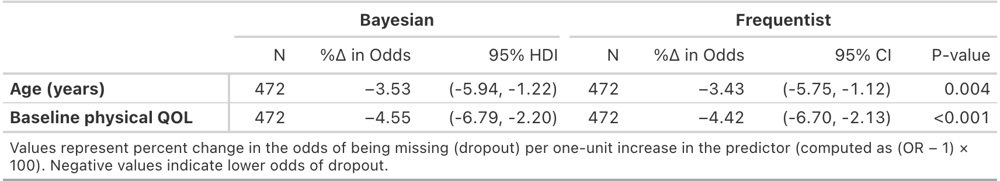 Bayesian Frequentist
N %Δ in Odds 95% HDI N %Δ in Odds 95% CI P-value
Age (years) 472 −3.53 (-5.94, -1.22) 472 −3.43 (-5.75, -1.12) 0.004
Baseline physical QOL 472 −4.55 (-6.79, -2.20) 472 −4.42 (-6.70, -2.13) <0.001
Values represent percent change in the odds of being missing (dropout) per one-unit increase in the predictor (computed as (OR – 1) ×
100). Negative values indicate lower odds of dropout.